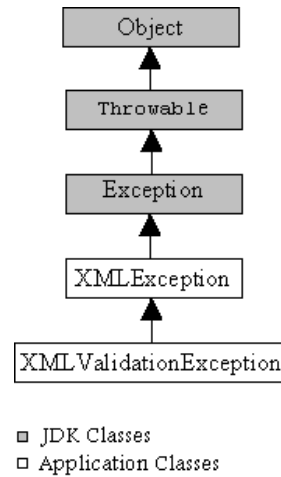 Object
Throwable
Exception
XMLException
XMLValidationException
JDK Classes
Application Classes